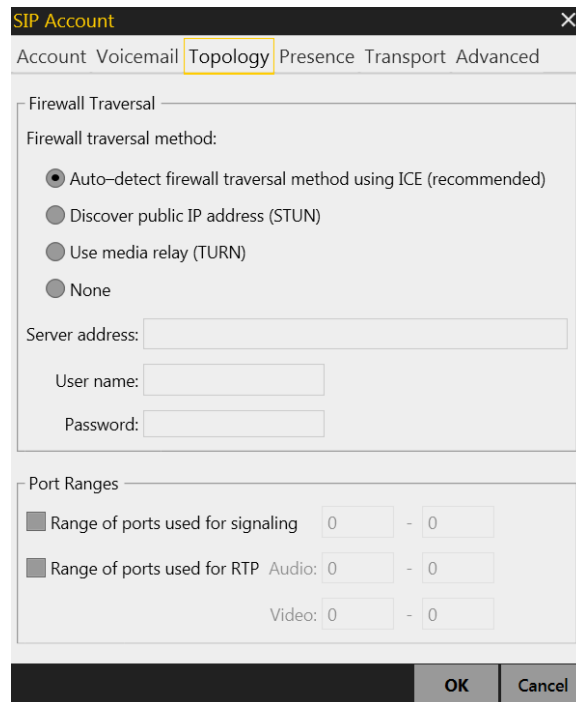 SIP Account
Account Voicemail Topology Presence Transport Advanced
Firewall Traversal
Firewall traversal method:
Auto–detect firewall traversal method using ICE (recommended)
Discover public IP address (STUN)
Use media relay (TURN)
None
Server address:
User name:
Password:
Port Ranges
Range of ports used for signaling 0 - 0
Range of ports used for RTP Audio: 0 - 0
Video: 0 - 0
OK Cancel